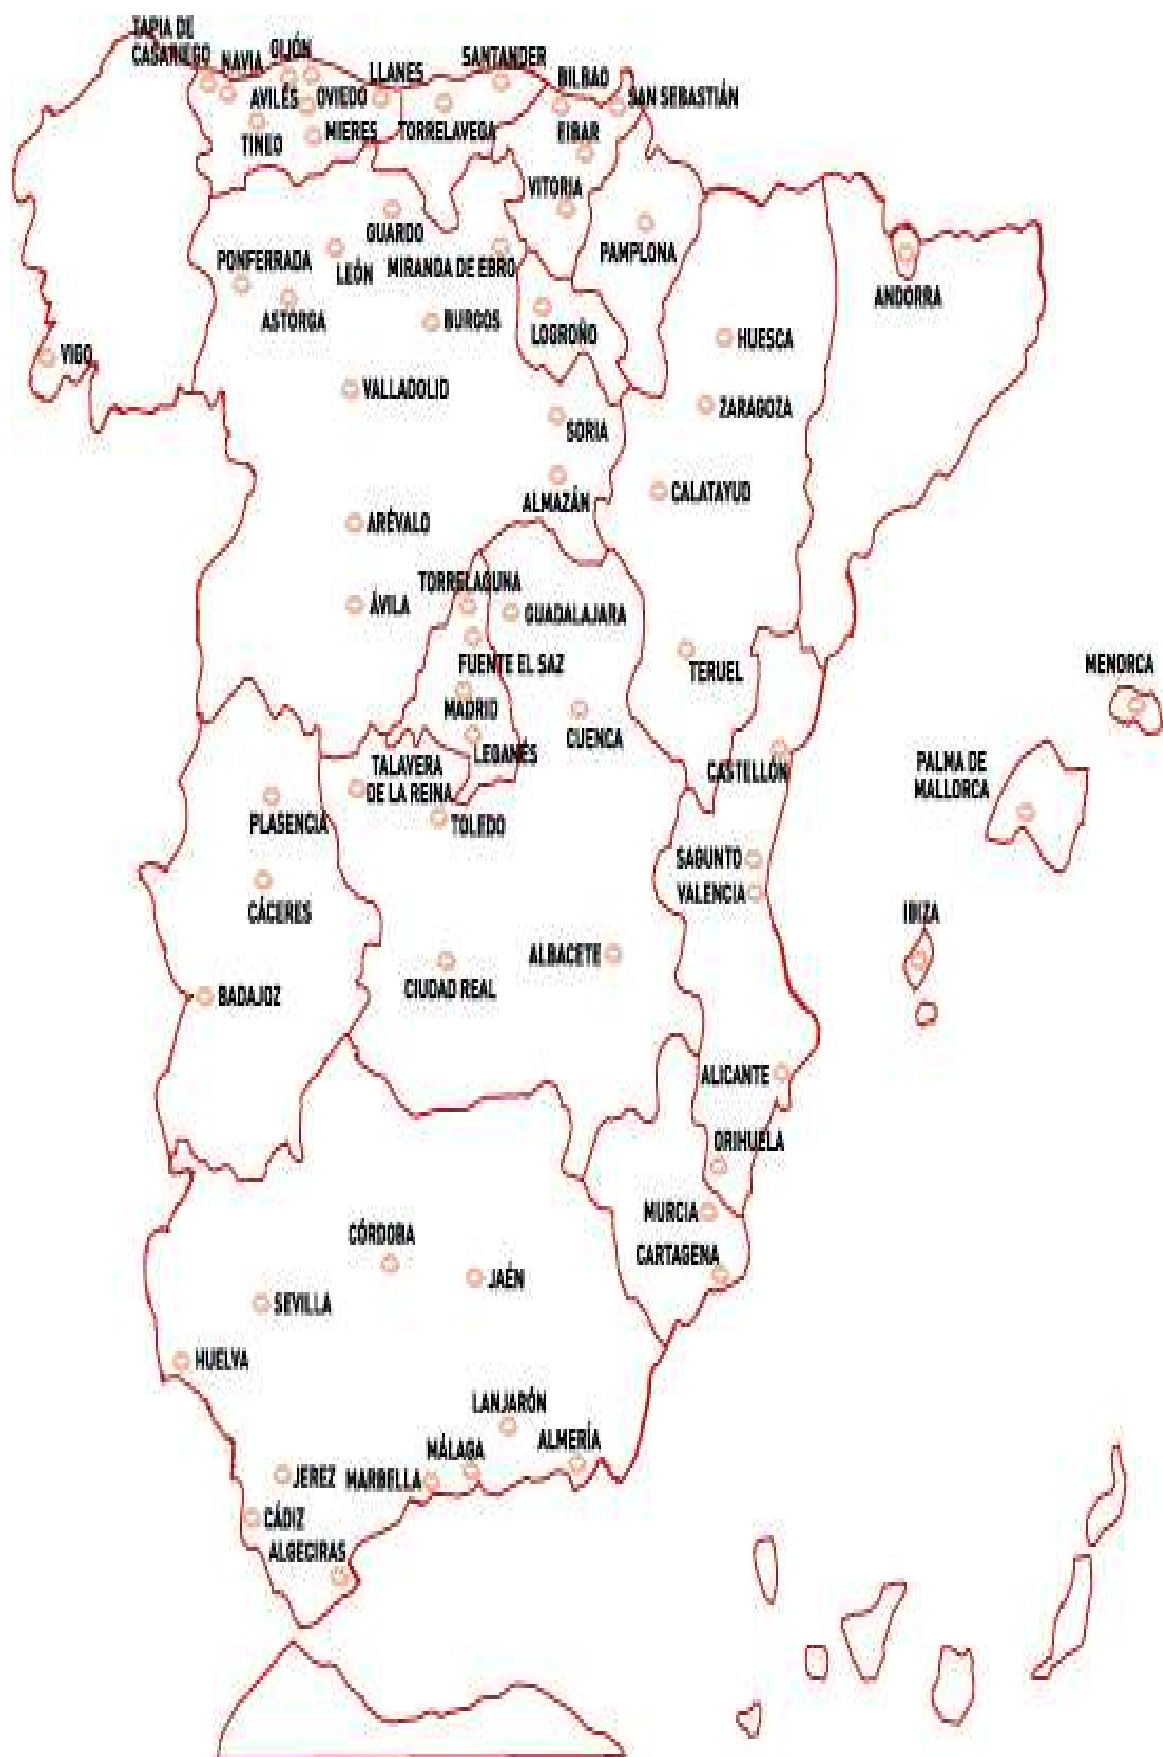 TAPIA DE
CASARIEGO
NAVIA
GIJÓN
LLANES
SANTANDER
BILBAO
AVILÉS
OVIEDO
SAN SEBASTIÁN
TINEO
MIERES
TORRELAVEGA
EIBAR
VITORIA
GUARDO
PAMPLONA
PONFERRADA
LEÓN
MIRANDA DE EBRO
ANDORRA
ASTORGA
BURGOS
LOGROÑO
HUESCA
VIGO
VALLADOLID
ZARAGOZA
SORIA
CALATAYUD
ALMAZÁN
ARÉVALO
TORRELAGUNA
ÁVILA
GUADALAJARA
FUENTE EL SAZ
TERUEL
MENORCA
MADRID
CUENCA
LEGANÉS
TALAVERA
DE LA REINA
CASTELLÓN
PALMA DE
MALLORCA
PLASENCIA
TOLEDO
SAGUNTO
VALENCIA
CÁCERES
IBIZA
ALBACETE
CIUDAD REAL
BADAJOZ
ALICANTE
ORIHUELA
MURCIA
CÓRDOBA
CARTAGENA
JAÉN
SEVILLA
HUELVA
LANJARÓN
MÁLAGA
ALMERÍA
JEREZ
MARBELLA
CÁDIZ
ALGECIRAS